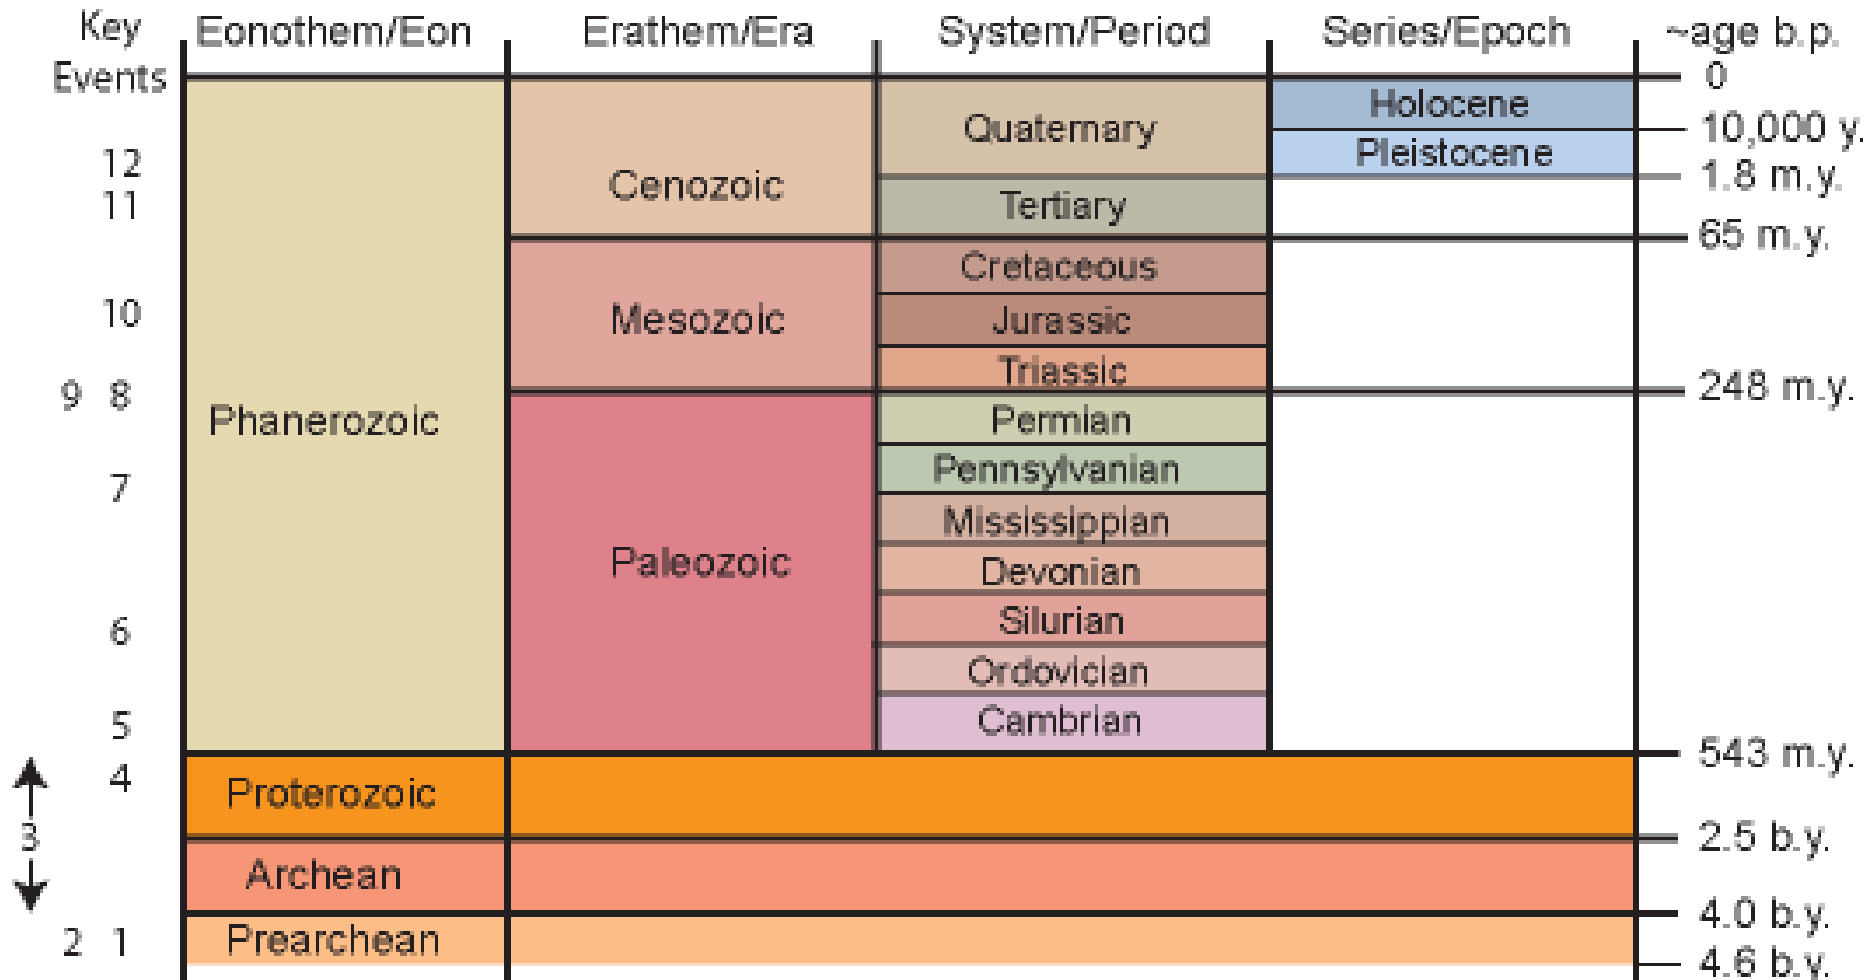 Key Eonothem/Eon Erathem/Era System/Period Series/Epoch ~age b.p.
Events 0
Holocene
Quaternary 10,000 y.
12 Pleistocene
1.8 m.y.
Cenozoic
11 Tertiary
65 m.y.
Cretaceous
10 Mesozoic Jurassic
Triassic
9 8 248 m.y.
Phanerozoic Permian
7 Pennsylvanian
Mississippian
Paleozoic Devonian
6 Silurian
Ordovician
5 Cambrian
543 m.y.
4 Proterozoic
3 2.5 b.y.
Archean
4.0 b.y.
2 1 Prearchean
4.6 b.y.